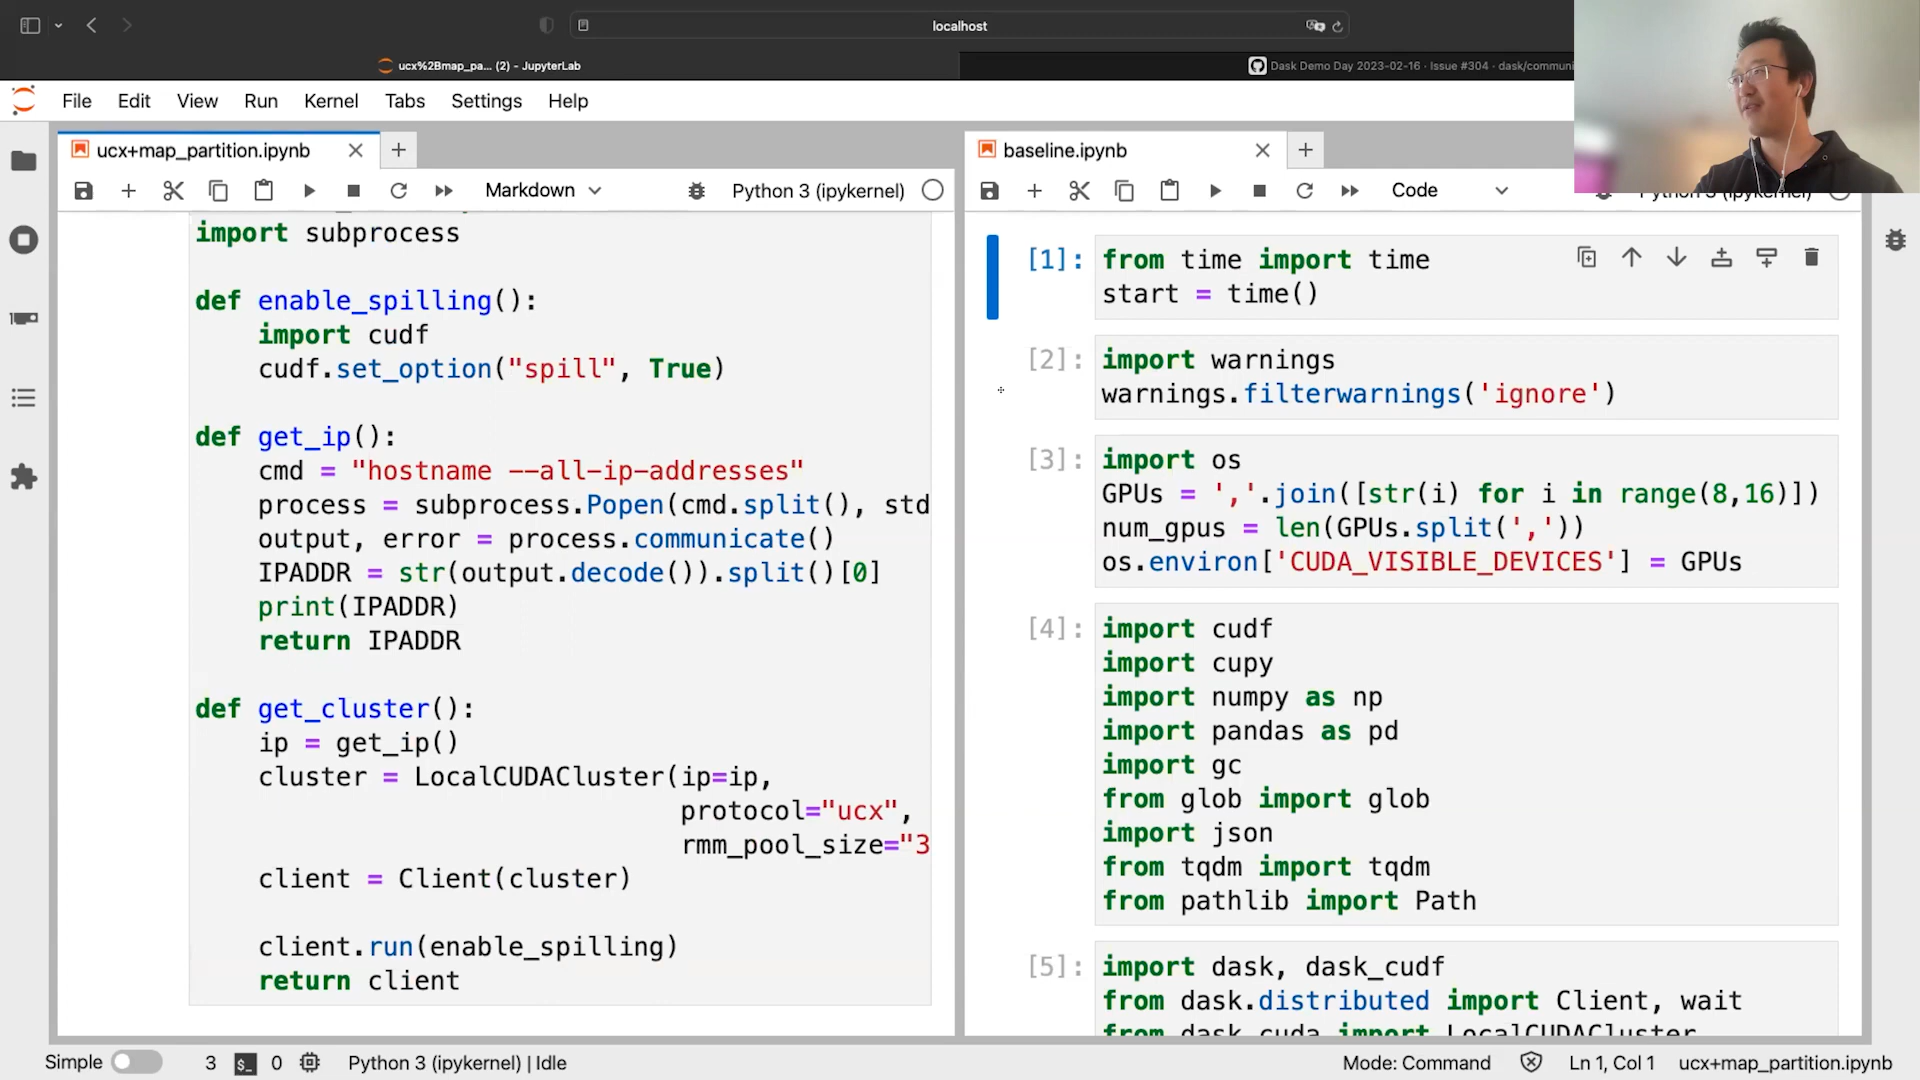 localhost
ucx%2Bmap_pa... (2) - JupyterLab
Dask Demo Day 2023-02-16 · Issue #304 · dask/communi
File Edit View Run Kernel Tabs Settings Help
ucx+map_partition.ipynb
Markdown
Python 3 (ipykernel)
import subprocess
def enable_spilling():
    import cudf
    cudf.set_option("spill", True)
def get_ip():
    cmd = "hostname --all-ip-addresses"
    process = subprocess.Popen(cmd.split(), std
    output, error = process.communicate()
    IPADDR = str(output.decode()).split()[0]
    print(IPADDR)
    return IPADDR
def get_cluster():
    ip = get_ip()
    cluster = LocalCUDACluster(ip=ip,
                               protocol="ucx",
                               rmm_pool_size="3
    client = Client(cluster)
    client.run(enable_spilling)
    return client
baseline.ipynb
Code
Python 3 (ipykernel)
[1]: from time import time
start = time()
[2]: import warnings
warnings.filterwarnings('ignore')
[3]: import os
GPUs = ','.join([str(i) for i in range(8,16)])
num_gpus = len(GPUs.split(','))
os.environ['CUDA_VISIBLE_DEVICES'] = GPUs
[4]: import cudf
import cupy
import numpy as np
import pandas as pd
import gc
from glob import glob
import json
from tqdm import tqdm
from pathlib import Path
[5]: import dask, dask_cudf
from dask.distributed import Client, wait
from dask_cuda import LocalCUDACluster
Simple 3 $_ 0 Python 3 (ipykernel) | Idle
Mode: Command Ln 1, Col 1 ucx+map_partition.ipynb